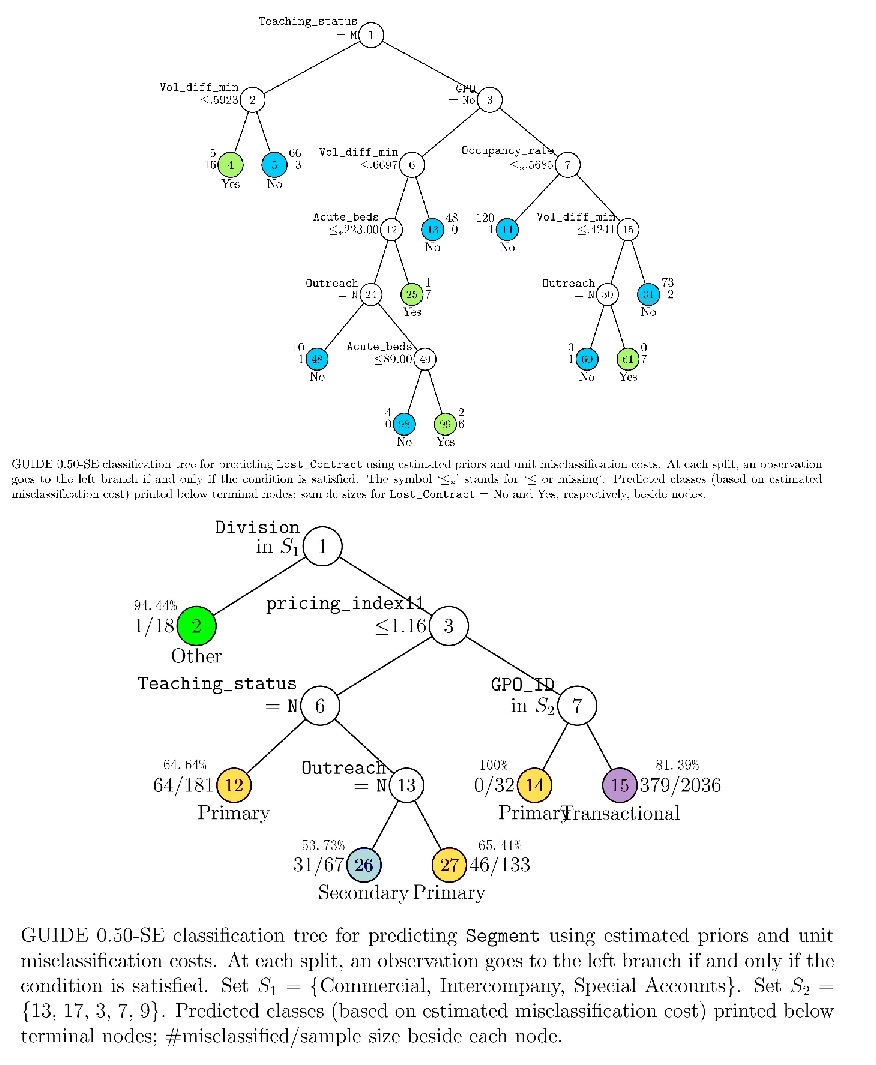 Teaching_status
= M 1
Vol_diff_min
≤.5923 2
GPO
= No 3
5
16 4
Yes
66
5 3
No
Vol_diff_min
≤.6697 6
Occupancy_rate
≤*.5685 7
Acute_beds
≤*223.00 12
48
13 0
No
120
1 14
No
Vol_diff_min
≤.4241 15
Outreach
= N 24
1
25 7
Yes
Outreach
= N 30
73
31 2
No
0
1 48
No
Acute_beds
≤89.00 49
3
1 60
No
0
61 7
Yes
4
0 98
No
2
99 6
Yes
GUIDE 0.50-SE classification tree for predicting Lost_Contract using estimated priors and unit misclassification costs. At each split, an observation
goes to the left branch if and only if the condition is satisfied. The symbol '≤*' stands for '≤ or missing'. Predicted classes (based on estimated
misclassification cost) printed below terminal nodes; sample sizes for Lost_Contract = No and Yes, respectively, beside nodes.
Division
in S1 1
94.44%
1/18 2
Other
pricing_index11
≤1.16 3
Teaching_status
= N 6
GPO_ID
in S2 7
64.64%
64/181 12
Primary
Outreach
= N 13
100%
0/32 14
Primary
81.39%
15 379/2036
Transactional
53.73%
31/67 26
Secondary
65.41%
27 46/133
Primary
GUIDE 0.50-SE classification tree for predicting Segment using estimated priors and unit
misclassification costs. At each split, an observation goes to the left branch if and only if the
condition is satisfied. Set S1 = {Commercial, Intercompany, Special Accounts}. Set S2 =
{13, 17, 3, 7, 9}. Predicted classes (based on estimated misclassification cost) printed below
terminal nodes; #misclassified/sample size beside each node.